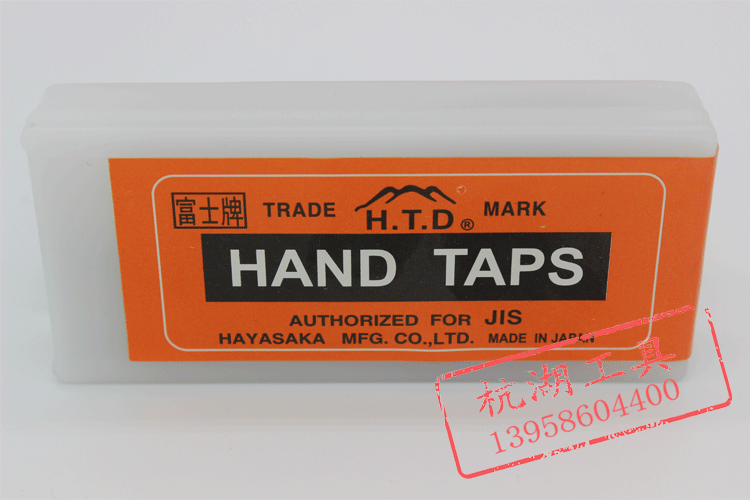 富士牌 TRADE H.T.D® MARK
HAND TAPS
AUTHORIZED FOR JIS
HAYASAKA MFG. CO.,LTD. MADE IN JAPAN
杭湖工具
13958604400